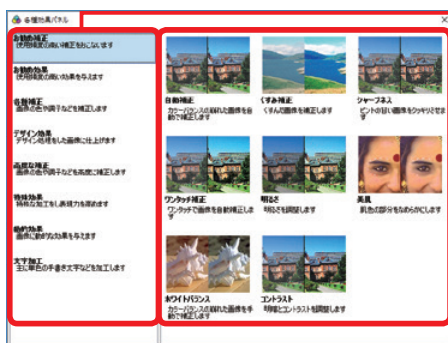 各種効果パネル
お勧め補正
使用頻度の高い補正をおこないます
お勧め効果
使用頻度の高い効果を与えます
各種補正
画像の色や調子などを補正します
デザイン効果
デザイン処理をした画像に仕上げます
高度な補正
画像の色や調子などを高度に補正します
特殊効果
特殊な加工をし表現力を高めます
動的効果
画像に動的な効果を与えます
文字加工
主に単色の手書き文字などを加工します
自動補正
カラーバランスの崩れた画像を自
動で補正します
くすみ補正
くすんだ画像を補正します
シャープネス
ピントの甘い画像をクッキリさせま
す
ワンタッチ補正
ワンタッチで画像を自動補正しま
す
明るさ
明るさを調整します
美肌
肌色の部分をなめらかにします
ホワイトバランス
カラーバランスの崩れた画像を手
動で補正します
コントラスト
明暗とコントラストを調整します